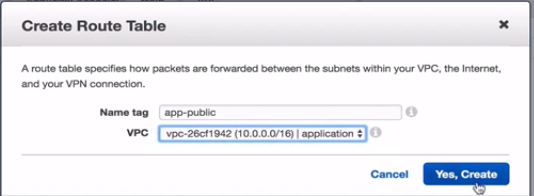 Create Route Table
A route table specifies how packets are forwarded between the subnets within your VPC, the Internet,
and your VPN connection.
Name tag app-public
VPC vpc-26cf1942 (10.0.0.0/16) | application
Cancel Yes, Create